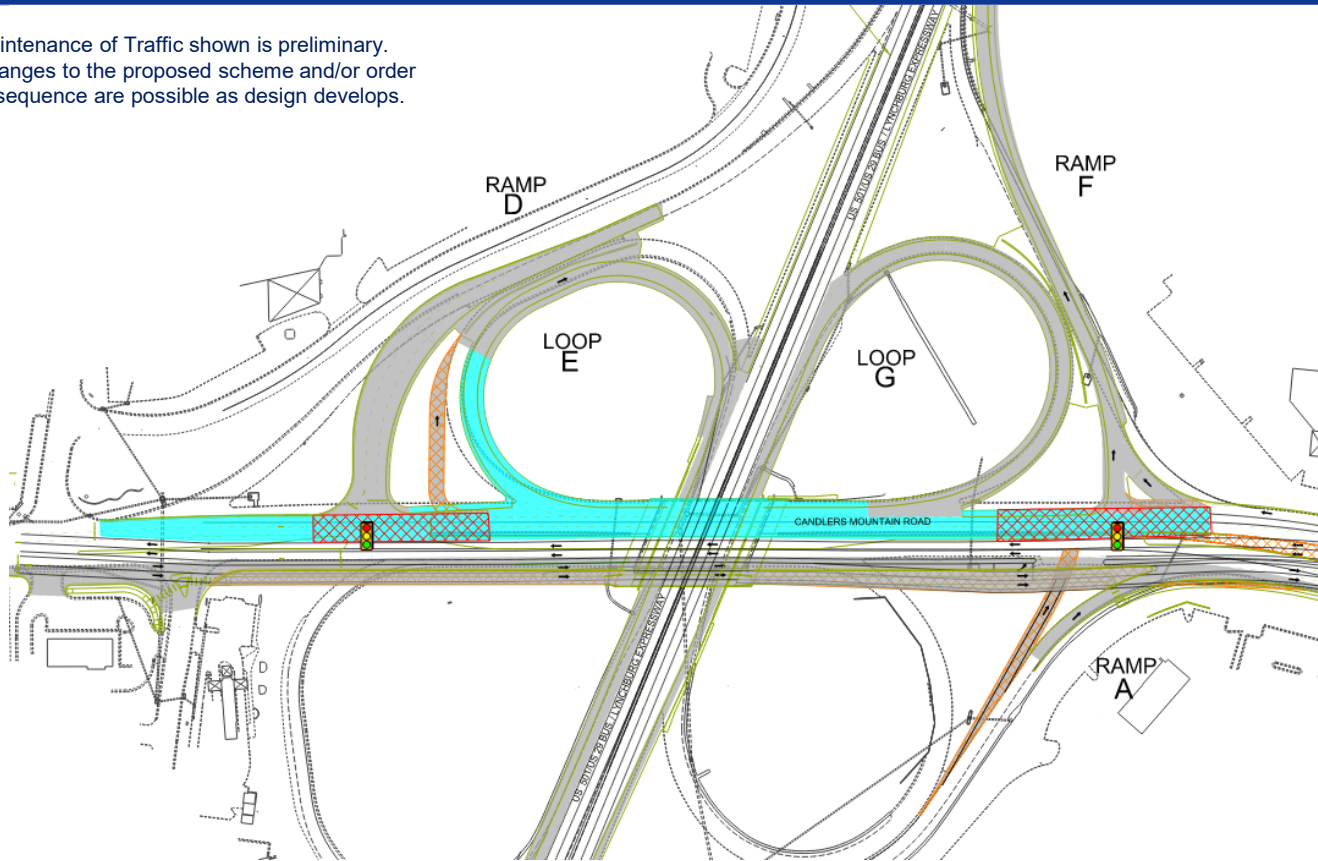 intenance of Traffic shown is preliminary.
anges to the proposed scheme and/or order
sequence are possible as design develops.
US 501/US 29 BUS / LYNCHBURG EXPRESSWAY
RAMP
D
RAMP
F
LOOP
E
LOOP
G
CANDLERS MOUNTAIN ROAD
US 501/US 29 BUS / LYNCHBURG EXPRESSWAY
RAMP
A
D
D